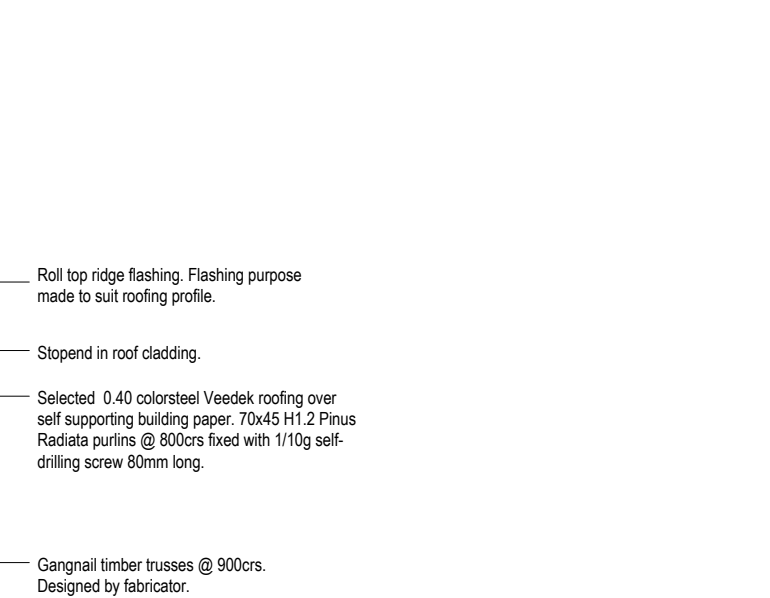 Roll top ridge flashing. Flashing purpose
made to suit roofing profile.
Stopend in roof cladding.
Selected  0.40 colorsteel Veedek roofing over
self supporting building paper. 70x45 H1.2 Pinus
Radiata purlins @ 800crs fixed with 1/10g self-
drilling screw 80mm long.
Gangnail timber trusses @ 900crs.
Designed by fabricator.